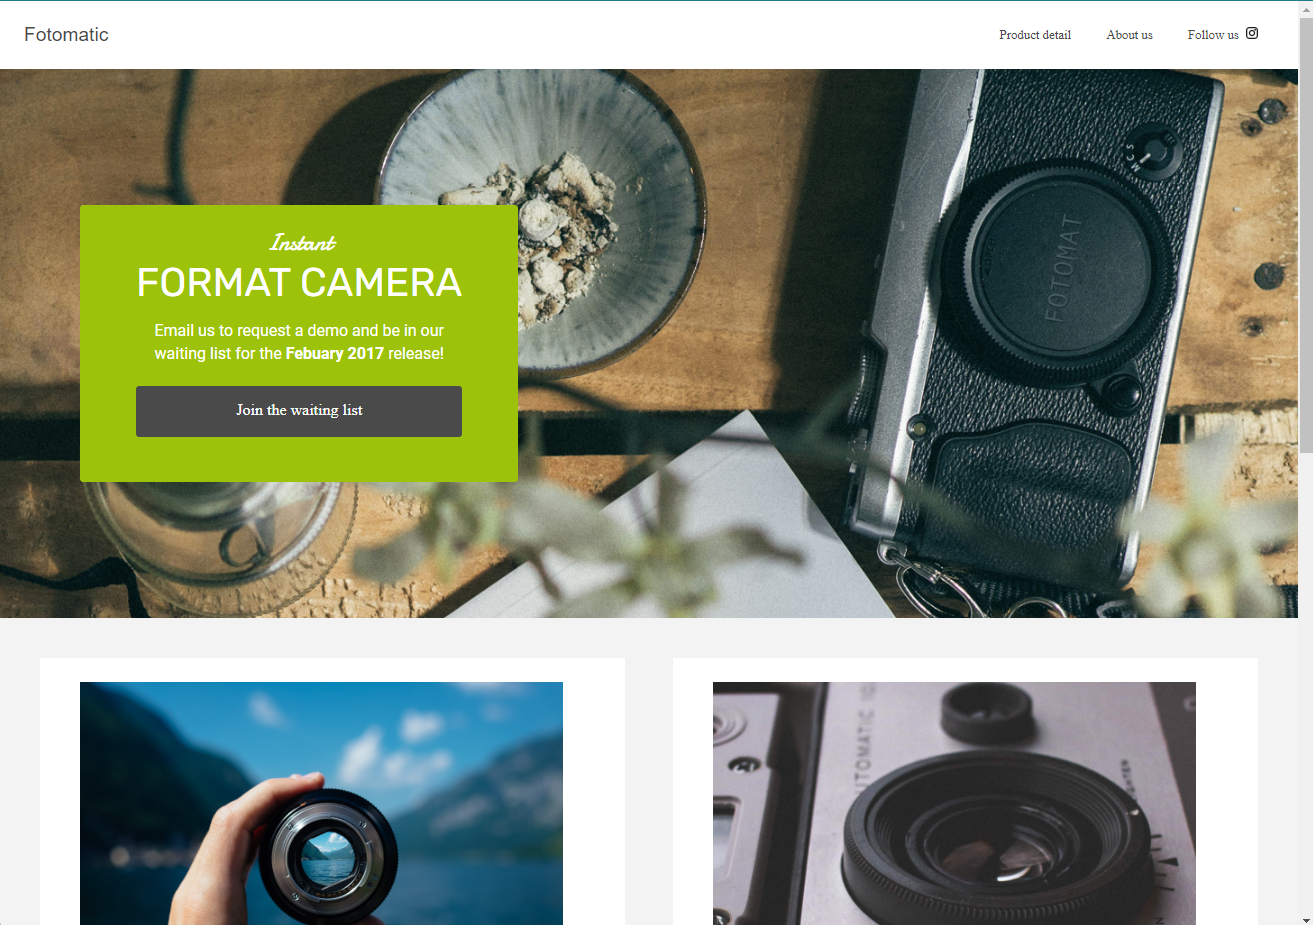 Fotomatic
Product detail About us Follow us
Instant
FORMAT CAMERA
Email us to request a demo and be in our
waiting list for the Febuary 2017 release!
Join the waiting list
FOTOMAT